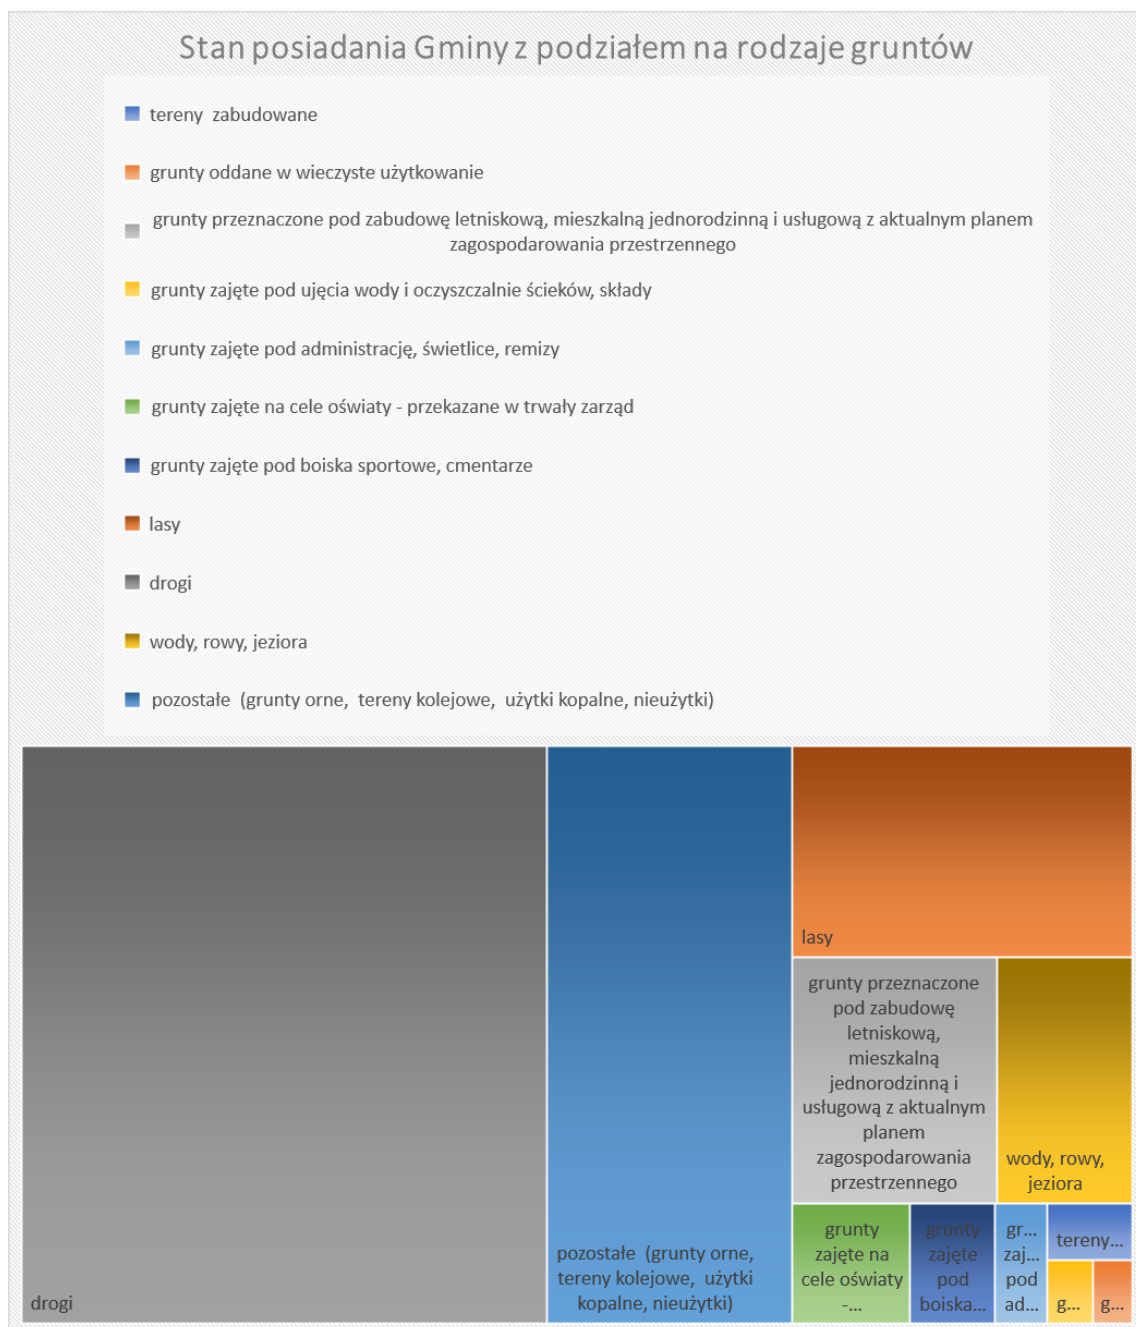 Stan posiadania Gminy z podziałem na rodzaje gruntów
tereny  zabudowane
grunty oddane w wieczyste użytkowanie
grunty przeznaczone pod zabudowę letniskową, mieszkalną jednorodzinną i usługową z aktualnym planem
zagospodarowania przestrzennego
grunty zajęte pod ujęcia wody i oczyszczalnie ścieków, składy
grunty zajęte pod administrację, świetlice, remizy
grunty zajęte na cele oświaty - przekazane w trwały zarząd
grunty zajęte pod boiska sportowe, cmentarze
lasy
drogi
wody, rowy, jeziora
pozostałe  (grunty orne,  tereny kolejowe,  użytki kopalne, nieużytki)
drogi
pozostałe  (grunty orne,
tereny kolejowe,  użytki
kopalne, nieużytki)
lasy
grunty przeznaczone
pod zabudowę
letniskową,
mieszkalną
jednorodzinną i
usługową z aktualnym
planem
zagospodarowania
przestrzennego
wody, rowy,
jeziora
grunty
zajęte na
cele oświaty
-...
grunty
zajęte
pod
boiska...
gr...
zaj...
pod
ad...
tereny...
g...
g...